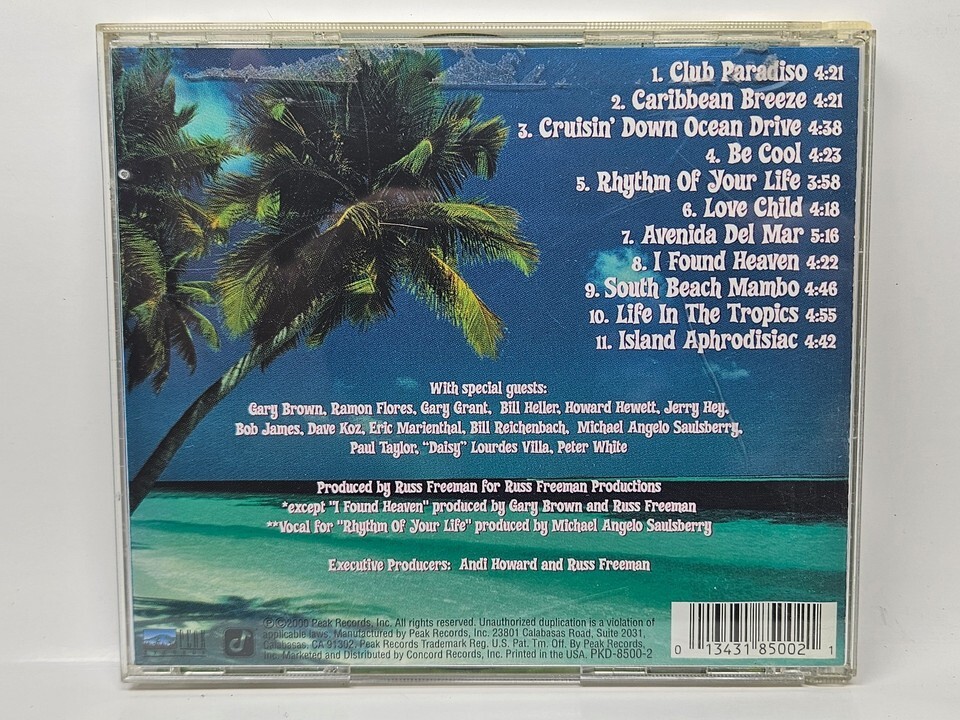 1. Club Paradiso 4:21
2. Caribbean Breeze 4:21
3. Cruisin' Down Ocean Drive 4:38
4. Be Cool 4:23
5. Rhythm Of Your Life 3:58
6. Love Child 4:18
7. Avenida Del Mar 5:16
8. I Found Heaven 4:22
9. South Beach Mambo 4:46
10. Life In The Tropics 4:55
11. Island Aphrodisiac 4:42
With special guests:
Gary Brown, Ramon Flores, Gary Grant, Bill Heller, Howard Hewett, Jerry Hey,
Bob James, Dave Koz, Eric Marienthal, Bill Reichenbach, Michael Angelo Saulsberry,
Paul Taylor, "Daisy" Lourdes Villa, Peter White
Produced by Russ Freeman for Russ Freeman Productions
*except "I Found Heaven" produced by Gary Brown and Russ Freeman
**Vocal for "Rhythm Of Your Life" produced by Michael Angelo Saulsberry
Executive Producers: Andi Howard and Russ Freeman
℗©2000 Peak Records, Inc. All rights reserved. Unauthorized duplication is a violation of
applicable laws. Manufactured by Peak Records, Inc. 23801 Calabasas Road, Suite 2031,
Calabasas, CA 91302. Peak Records Trademark Reg. U.S. Pat. Tm. Off. By Peak Records,
Inc. Marketed and Distributed by Concord Records, Inc. Printed in the USA. PKD-8500-2
PEAK
0 13431 85002 1